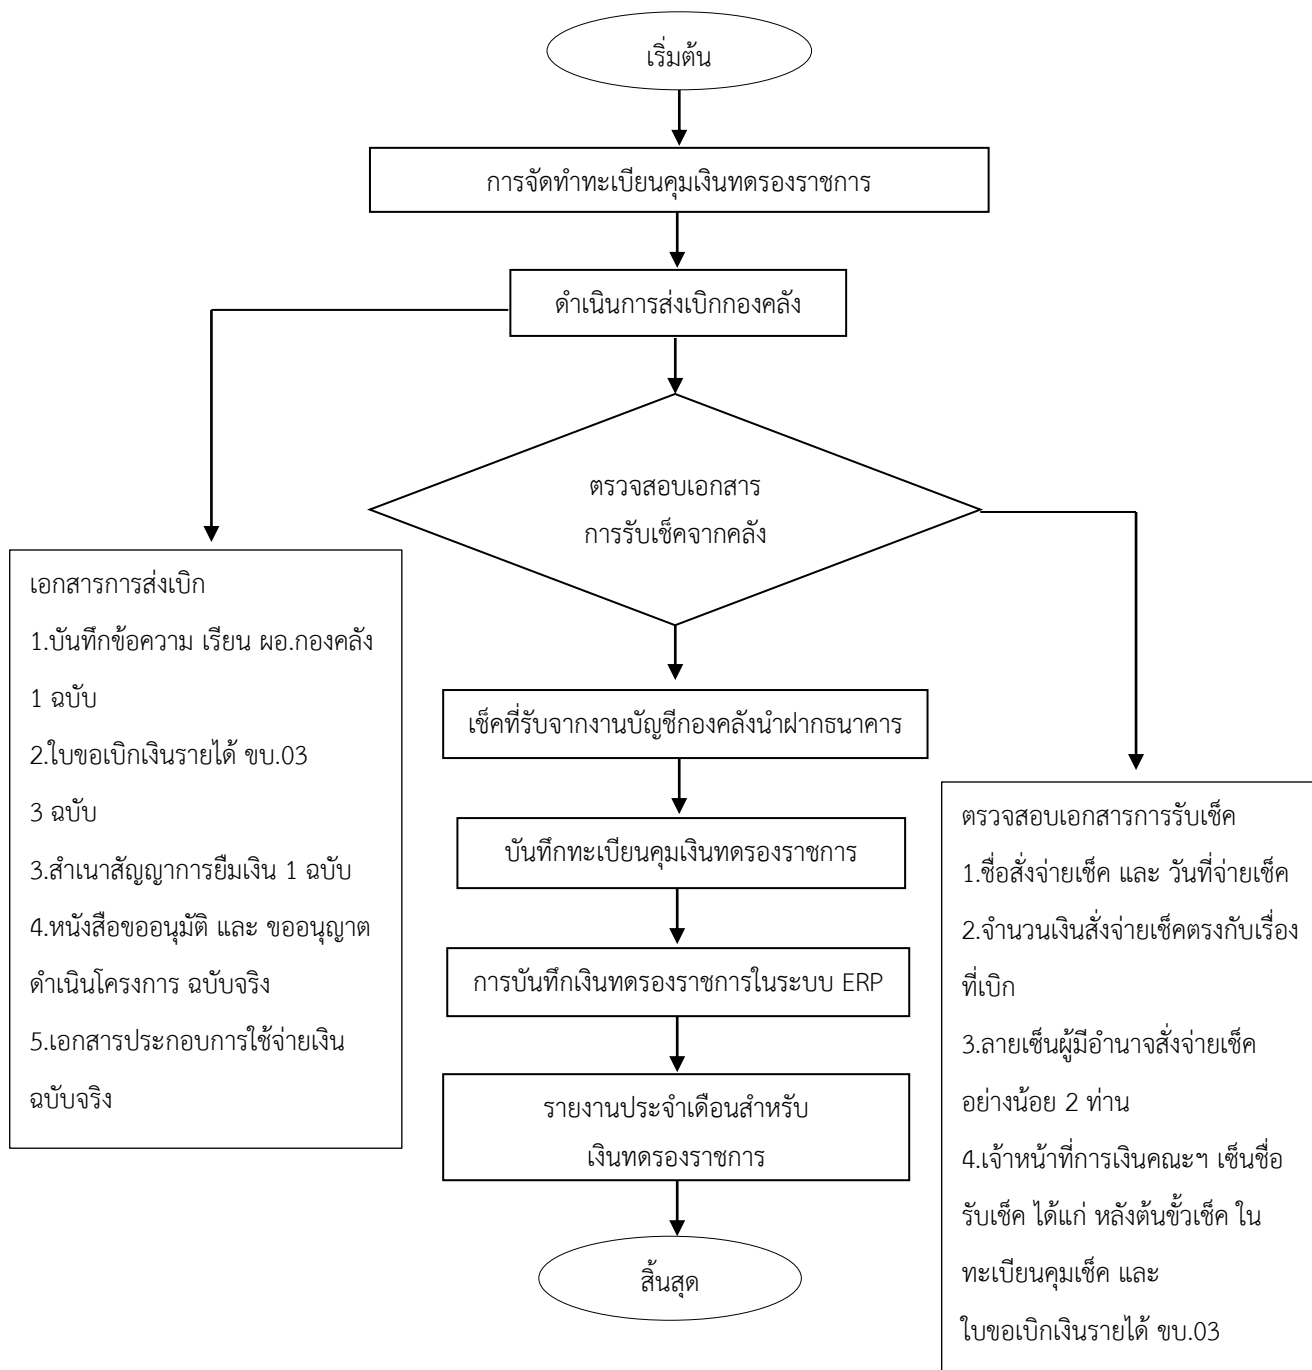 เริ่มต้น
การจัดทำทะเบียนคุมเงินทดรองราชการ
ดำเนินการส่งเบิกกองคลัง
ตรวจสอบเอกสาร
การรับเช็คจากคลัง
เอกสารการส่งเบิก
1.บันทึกข้อความ เรียน ผอ.กองคลัง
1 ฉบับ
2.ใบขอเบิกเงินรายได้ ขบ.03
3 ฉบับ
3.สำเนาสัญญาการยืมเงิน 1 ฉบับ
4.หนังสือขออนุมัติ และ ขออนุญาต
ดำเนินโครงการ ฉบับจริง
5.เอกสารประกอบการใช้จ่ายเงิน
ฉบับจริง
เช็คที่รับจากงานบัญชีกองคลังนำฝากธนาคาร
บันทึกทะเบียนคุมเงินทดรองราชการ
การบันทึกเงินทดรองราชการในระบบ ERP
รายงานประจำเดือนสำหรับ
เงินทดรองราชการ
สิ้นสุด
ตรวจสอบเอกสารการรับเช็ค
1.ชื่อสั่งจ่ายเช็ค และ วันที่จ่ายเช็ค
2.จำนวนเงินสั่งจ่ายเช็คตรงกับเรื่อง
ที่เบิก
3.ลายเซ็นผู้มีอำนาจสั่งจ่ายเช็ค
อย่างน้อย 2 ท่าน
4.เจ้าหน้าที่การเงินคณะฯ เซ็นชื่อ
รับเช็ค ได้แก่ หลังต้นขั้วเช็ค ใน
ทะเบียนคุมเช็ค และ
ใบขอเบิกเงินรายได้ ขบ.03